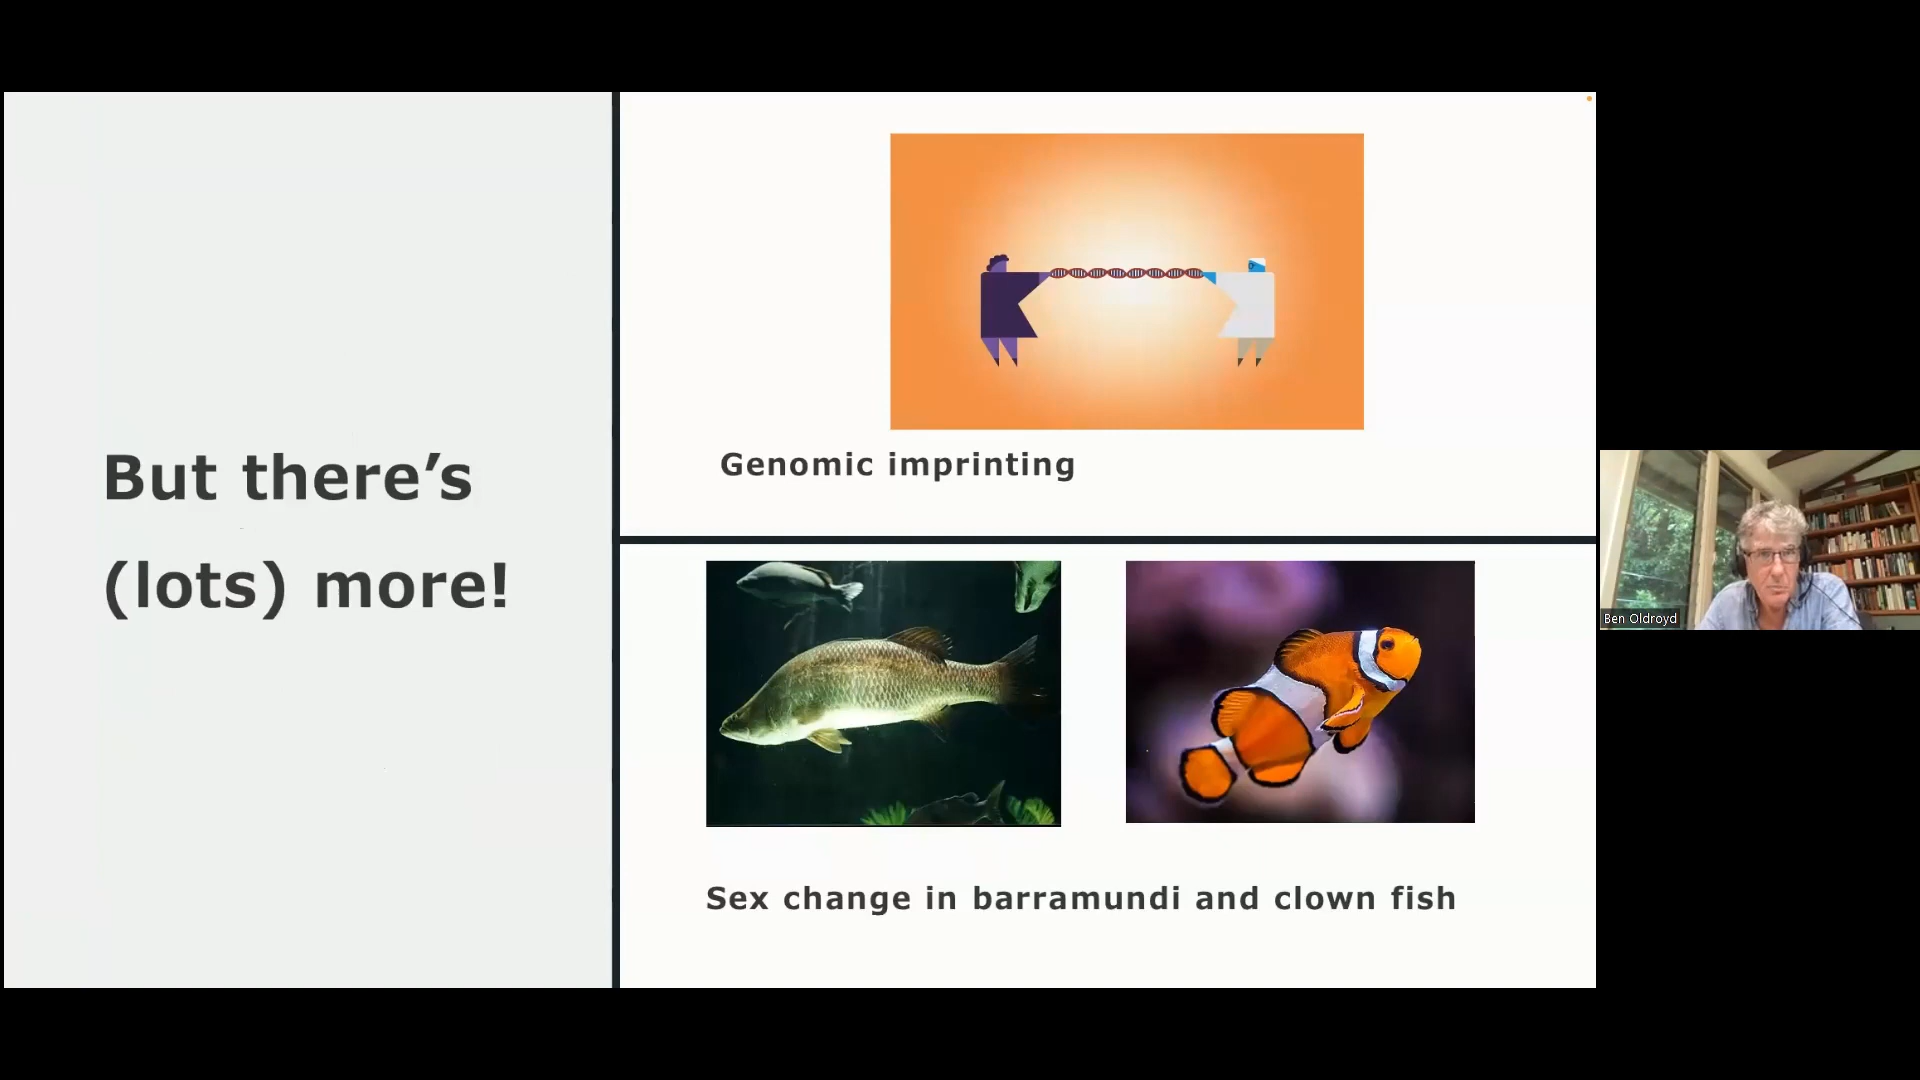 But there’s
(lots) more!
Genomic imprinting
Sex change in barramundi and clown fish
Ben Oldroyd